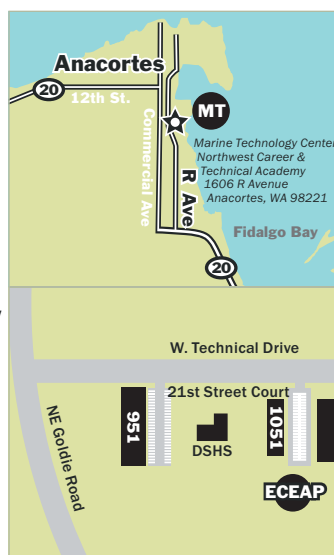 Anacortes
20
12th St.
Commercial Ave
R Ave
MT
Marine Technology Center
Northwest Career &
Technical Academy
1606 R Avenue
Anacortes, WA 98221
Fidalgo Bay
20
W. Technical Drive
21st Street Court
NE Goldie Road
951
DSHS
1051
ECEAP